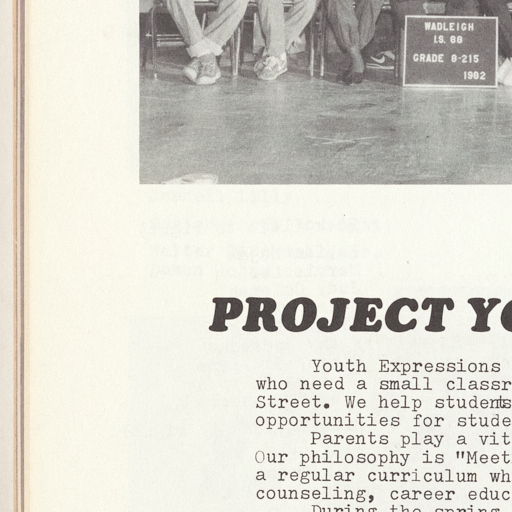 WADLEIGH
I.S. 88
GRADE 8-215
1982
PROJECT YO
Youth Expressions
who need a small classr
Street. We help students
opportunities for stude
Parents play a vit
Our philosophy is "Meet
a regular curriculum wh
counseling, career educ
During the spring